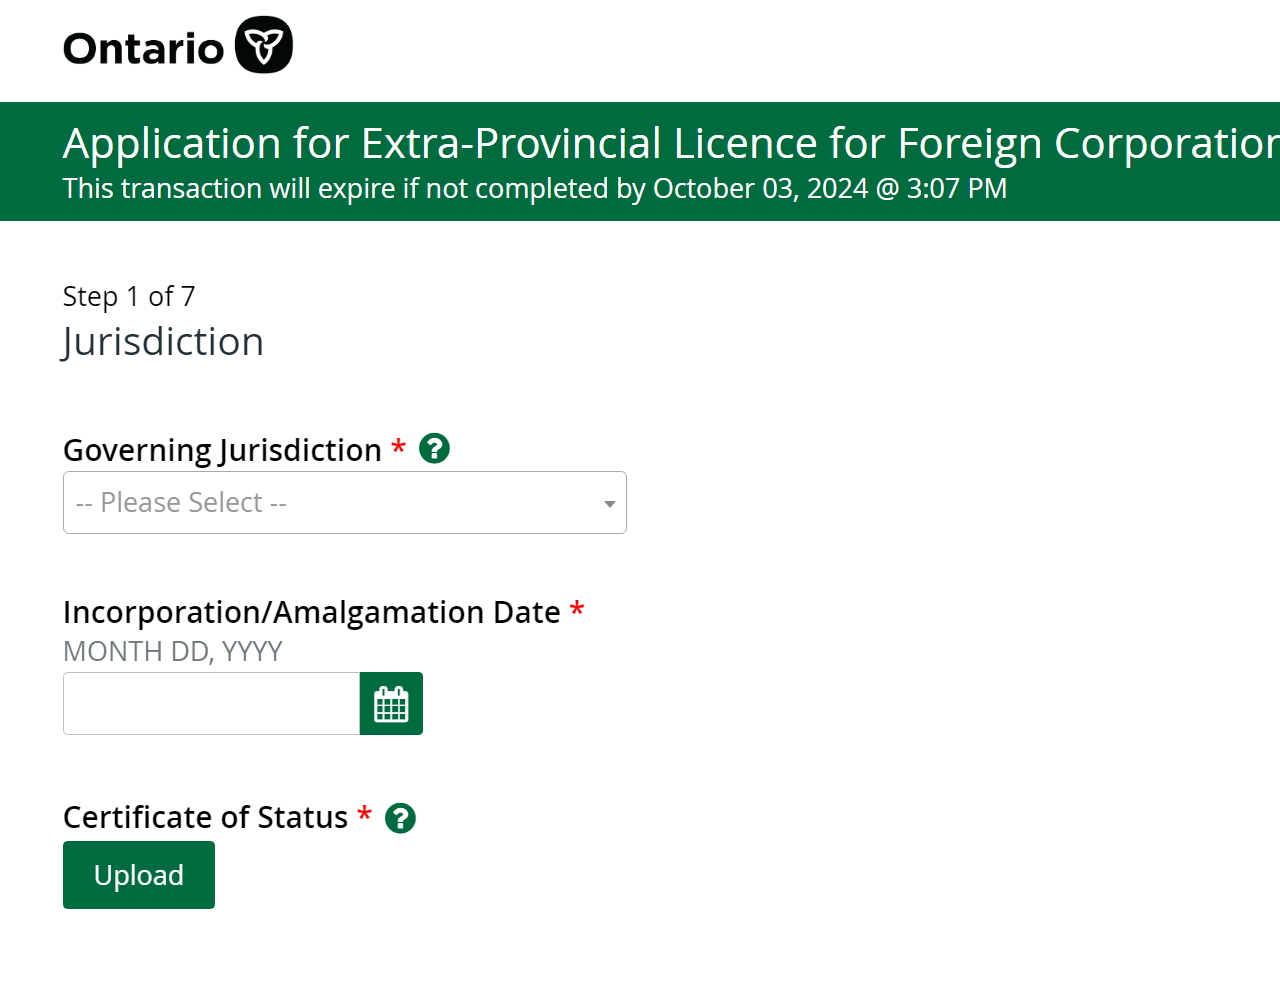 Ontario
Application for Extra-Provincial Licence for Foreign Corporation
This transaction will expire if not completed by October 03, 2024 @ 3:07 PM
Step 1 of 7
Jurisdiction
Governing Jurisdiction * ?
-- Please Select --
Incorporation/Amalgamation Date *
MONTH DD, YYYY
Certificate of Status * ?
Upload